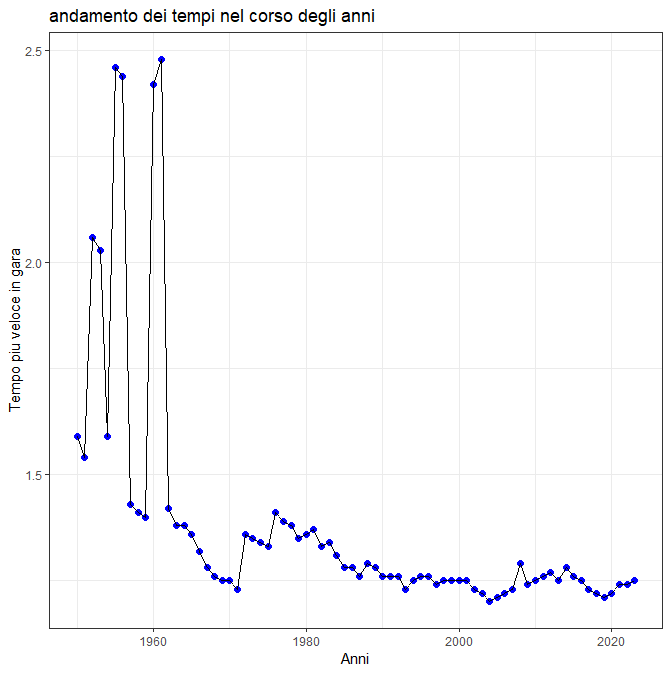 andamento dei tempi nel corso degli anni
2.5
2.0
1.5
Tempo piu veloce in gara
1960
1980
2000
2020
Anni